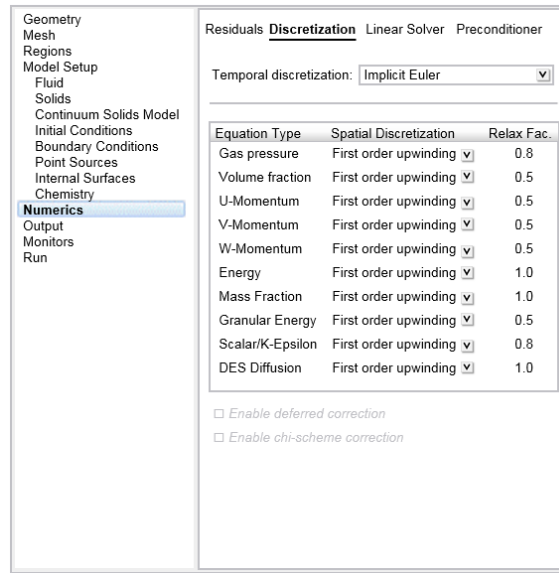 Geometry
Mesh
Regions
Model Setup
Fluid
Solids
Continuum Solids Model
Initial Conditions
Boundary Conditions
Point Sources
Internal Surfaces
Chemistry
Numerics
Output
Monitors
Run
Residuals Discretization Linear Solver Preconditioner
Temporal discretization: Implicit Euler
Equation Type Spatial Discretization Relax Fac.
Gas pressure First order upwinding 0.8
Volume fraction First order upwinding 0.5
U-Momentum First order upwinding 0.5
V-Momentum First order upwinding 0.5
W-Momentum First order upwinding 0.5
Energy First order upwinding 1.0
Mass Fraction First order upwinding 1.0
Granular Energy First order upwinding 0.5
Scalar/K-Epsilon First order upwinding 0.8
DES Diffusion First order upwinding 1.0
Enable deferred correction
Enable chi-scheme correction